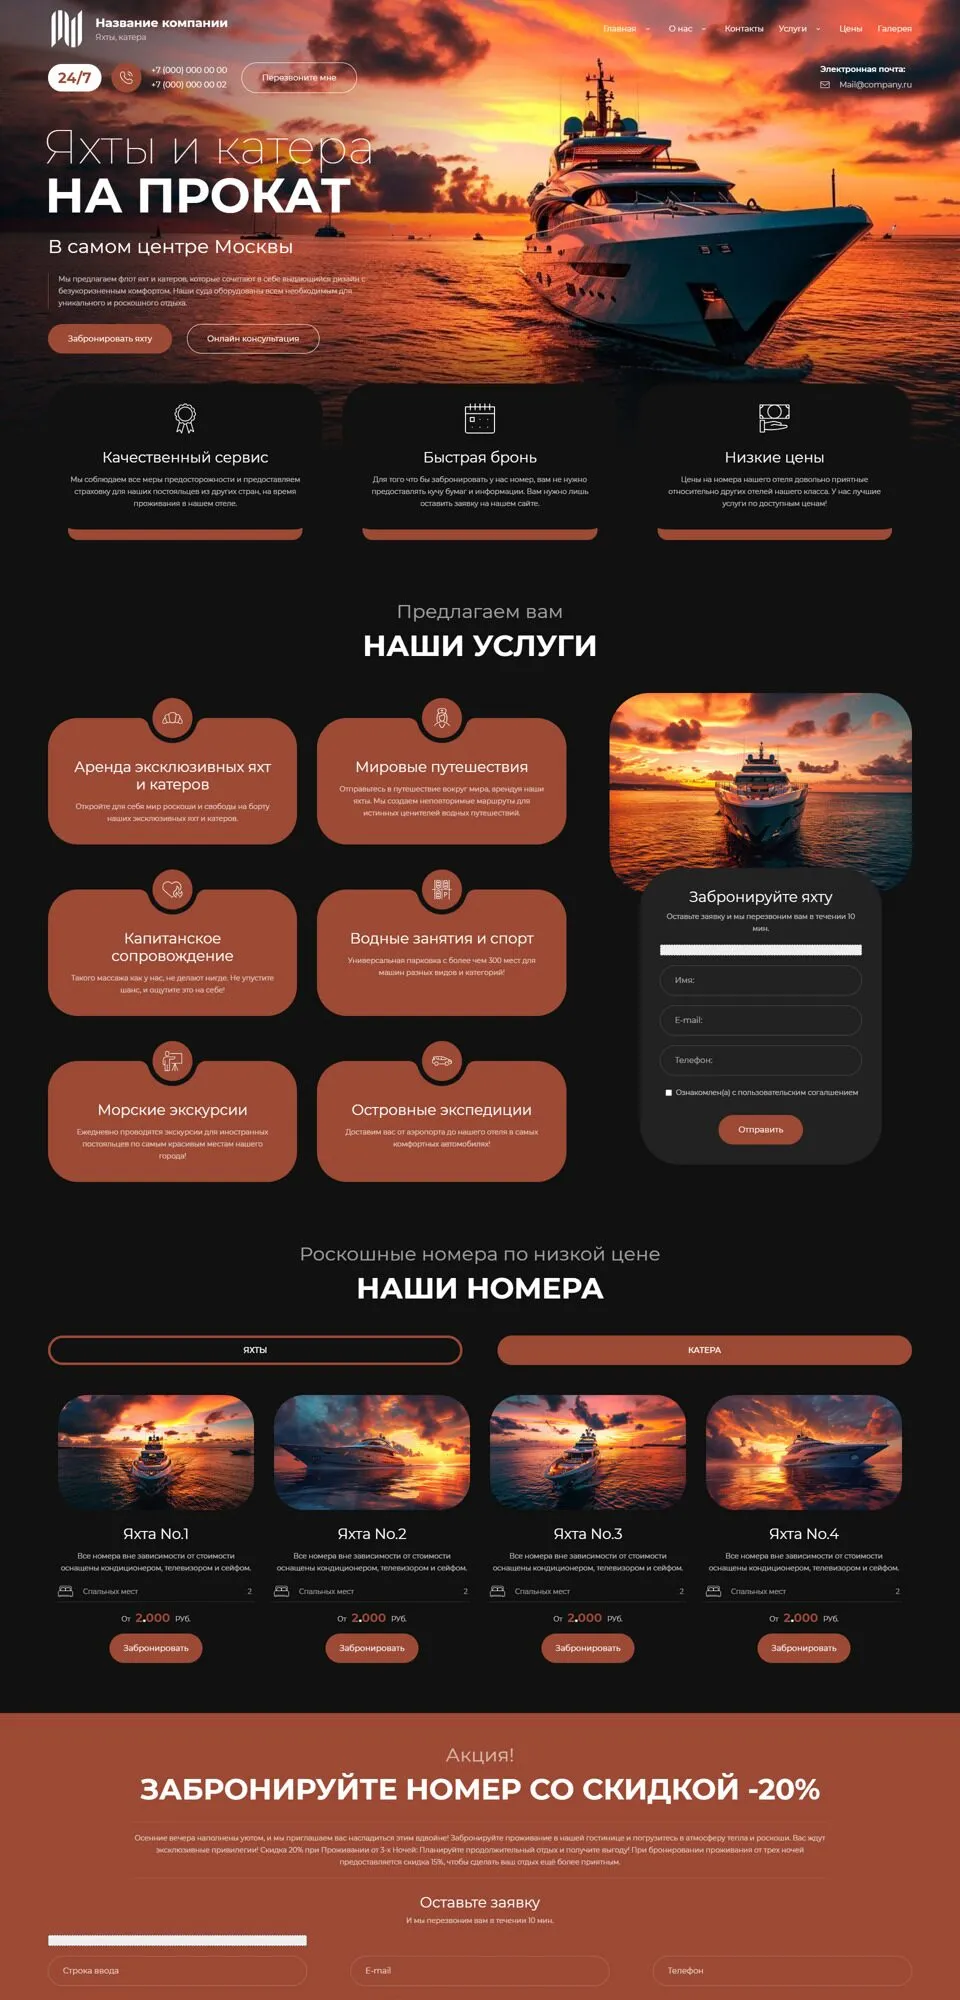 Название компании
Яхты, катера
Главная
О нас
Контакты
Услуги
Цены
Галерея
24/7
+7 (000) 000 00 00
+7 (000) 000 00 02
Перезвоните мне
Электронная почта:
Mail@company.ru
Яхты и катера
НА ПРОКАТ
В самом центре Москвы
Мы предлагаем флот яхт и катеров, которые сочетают в себе выдающийся дизайн с
безукоризненным комфортом. Наши суда оборудованы всем необходимым для
уникального и роскошного отдыха.
Забронировать яхту
Онлайн консультация
Качественный сервис
Мы соблюдаем все меры предосторожности и предоставляем
страховку для наших постояльцев из других стран, на время
проживания в нашем отеле.
Быстрая бронь
Для того что бы забронировать у нас номер, вам не нужно
предоставлять кучу бумаг и информации. Вам нужно лишь
оставить заявку на нашем сайте.
Низкие цены
Цены на номера нашего отеля довольно приятные
относительно других отелей нашего класса. У нас лучшие
услуги по доступным ценам!
Предлагаем вам
НАШИ УСЛУГИ
Аренда эксклюзивных яхт
и катеров
Откройте для себя мир роскоши и свободы на борту
наших эксклюзивных яхт и катеров.
Мировые путешествия
Отправьтесь в путешествие вокруг мира, арендуя наши
яхты. Мы создаем неповторимые маршруты для
истинных ценителей водных путешествий.
Капитанское
сопровождение
Такого массажа как у нас, не делают нигде. Не упустите
шанс, и ощутите это на себе!
Водные занятия и спорт
Универсальная парковка с более чем 300 мест для
машин разных видов и категорий!
Морские экскурсии
Ежедневно проводятся экскурсии для иностранных
постояльцев по самым красивым местам нашего
города!
Островные экспедиции
Доставим вас от аэропорта до нашего отеля в самых
комфортных автомобилях!
Забронируйте яхту
Оставьте заявку и мы перезвоним вам в течении 10
мин.
Имя:
E-mail:
Телефон:
Ознакомлен(а) с пользовательским согалшением
Отправить
Роскошные номера по низкой цене
НАШИ НОМЕРА
ЯХТЫ
КАТЕРА
Яхта No.1
Все номера вне зависимости от стоимости
оснащены кондиционером, телевизором и сейфом.
Спальных мест 2
От 2.000 РУБ.
Забронировать
Яхта No.2
Все номера вне зависимости от стоимости
оснащены кондиционером, телевизором и сейфом.
Спальных мест 2
От 2.000 РУБ.
Забронировать
Яхта No.3
Все номера вне зависимости от стоимости
оснащены кондиционером, телевизором и сейфом.
Спальных мест 2
От 2.000 РУБ.
Забронировать
Яхта No.4
Все номера вне зависимости от стоимости
оснащены кондиционером, телевизором и сейфом.
Спальных мест 2
От 2.000 РУБ.
Забронировать
Акция!
ЗАБРОНИРУЙТЕ НОМЕР СО СКИДКОЙ -20%
Осенние вечера наполнены уютом, и мы приглашаем вас насладиться этим вдвойне! Забронируйте проживание в нашей гостинице и погрузитесь в атмосферу тепла и роскоши. Вас ждут
эксклюзивные привилегии! Скидка 20% при Проживании от 3-х Ночей: Планируйте продолжительный отдых и получите выгоду! При бронировании проживания от трех ночей
предоставляется скидка 15%, чтобы сделать ваш отдых ещё более приятным.
Оставьте заявку
И мы перезвоним вам в течении 10 мин.
Строка ввода
E-mail
Телефон